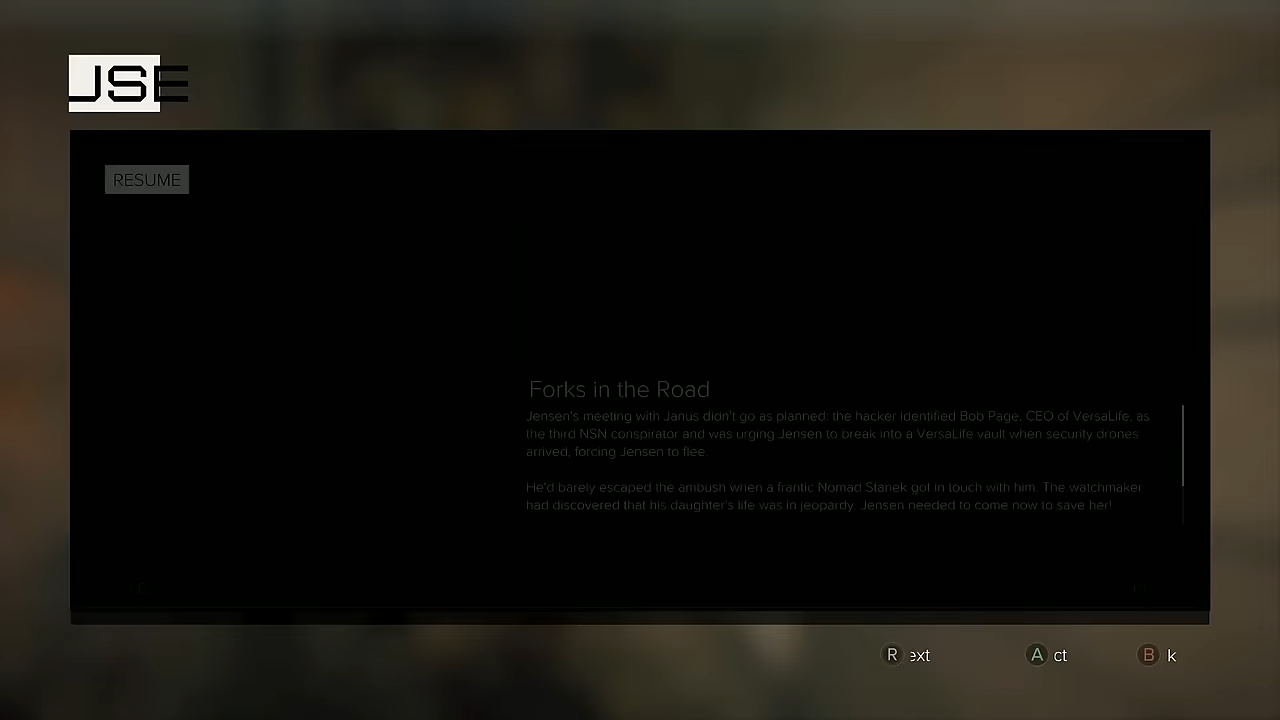 JSE
RESUME
Forks in the Road
Jensen's meeting with Janus didn't go as planned: the hacker identified Bob Page, CEO of VersaLife, as
the third NSN conspirator and was urging Jensen to break into a VersaLife vault when security drones
arrived, forcing Jensen to flee.
He'd barely escaped the ambush when a frantic Nomad Stanek got in touch with him. The watchmaker
had discovered that his daughter's life was in jeopardy. Jensen needed to come now to save her!
R ext A ct B k